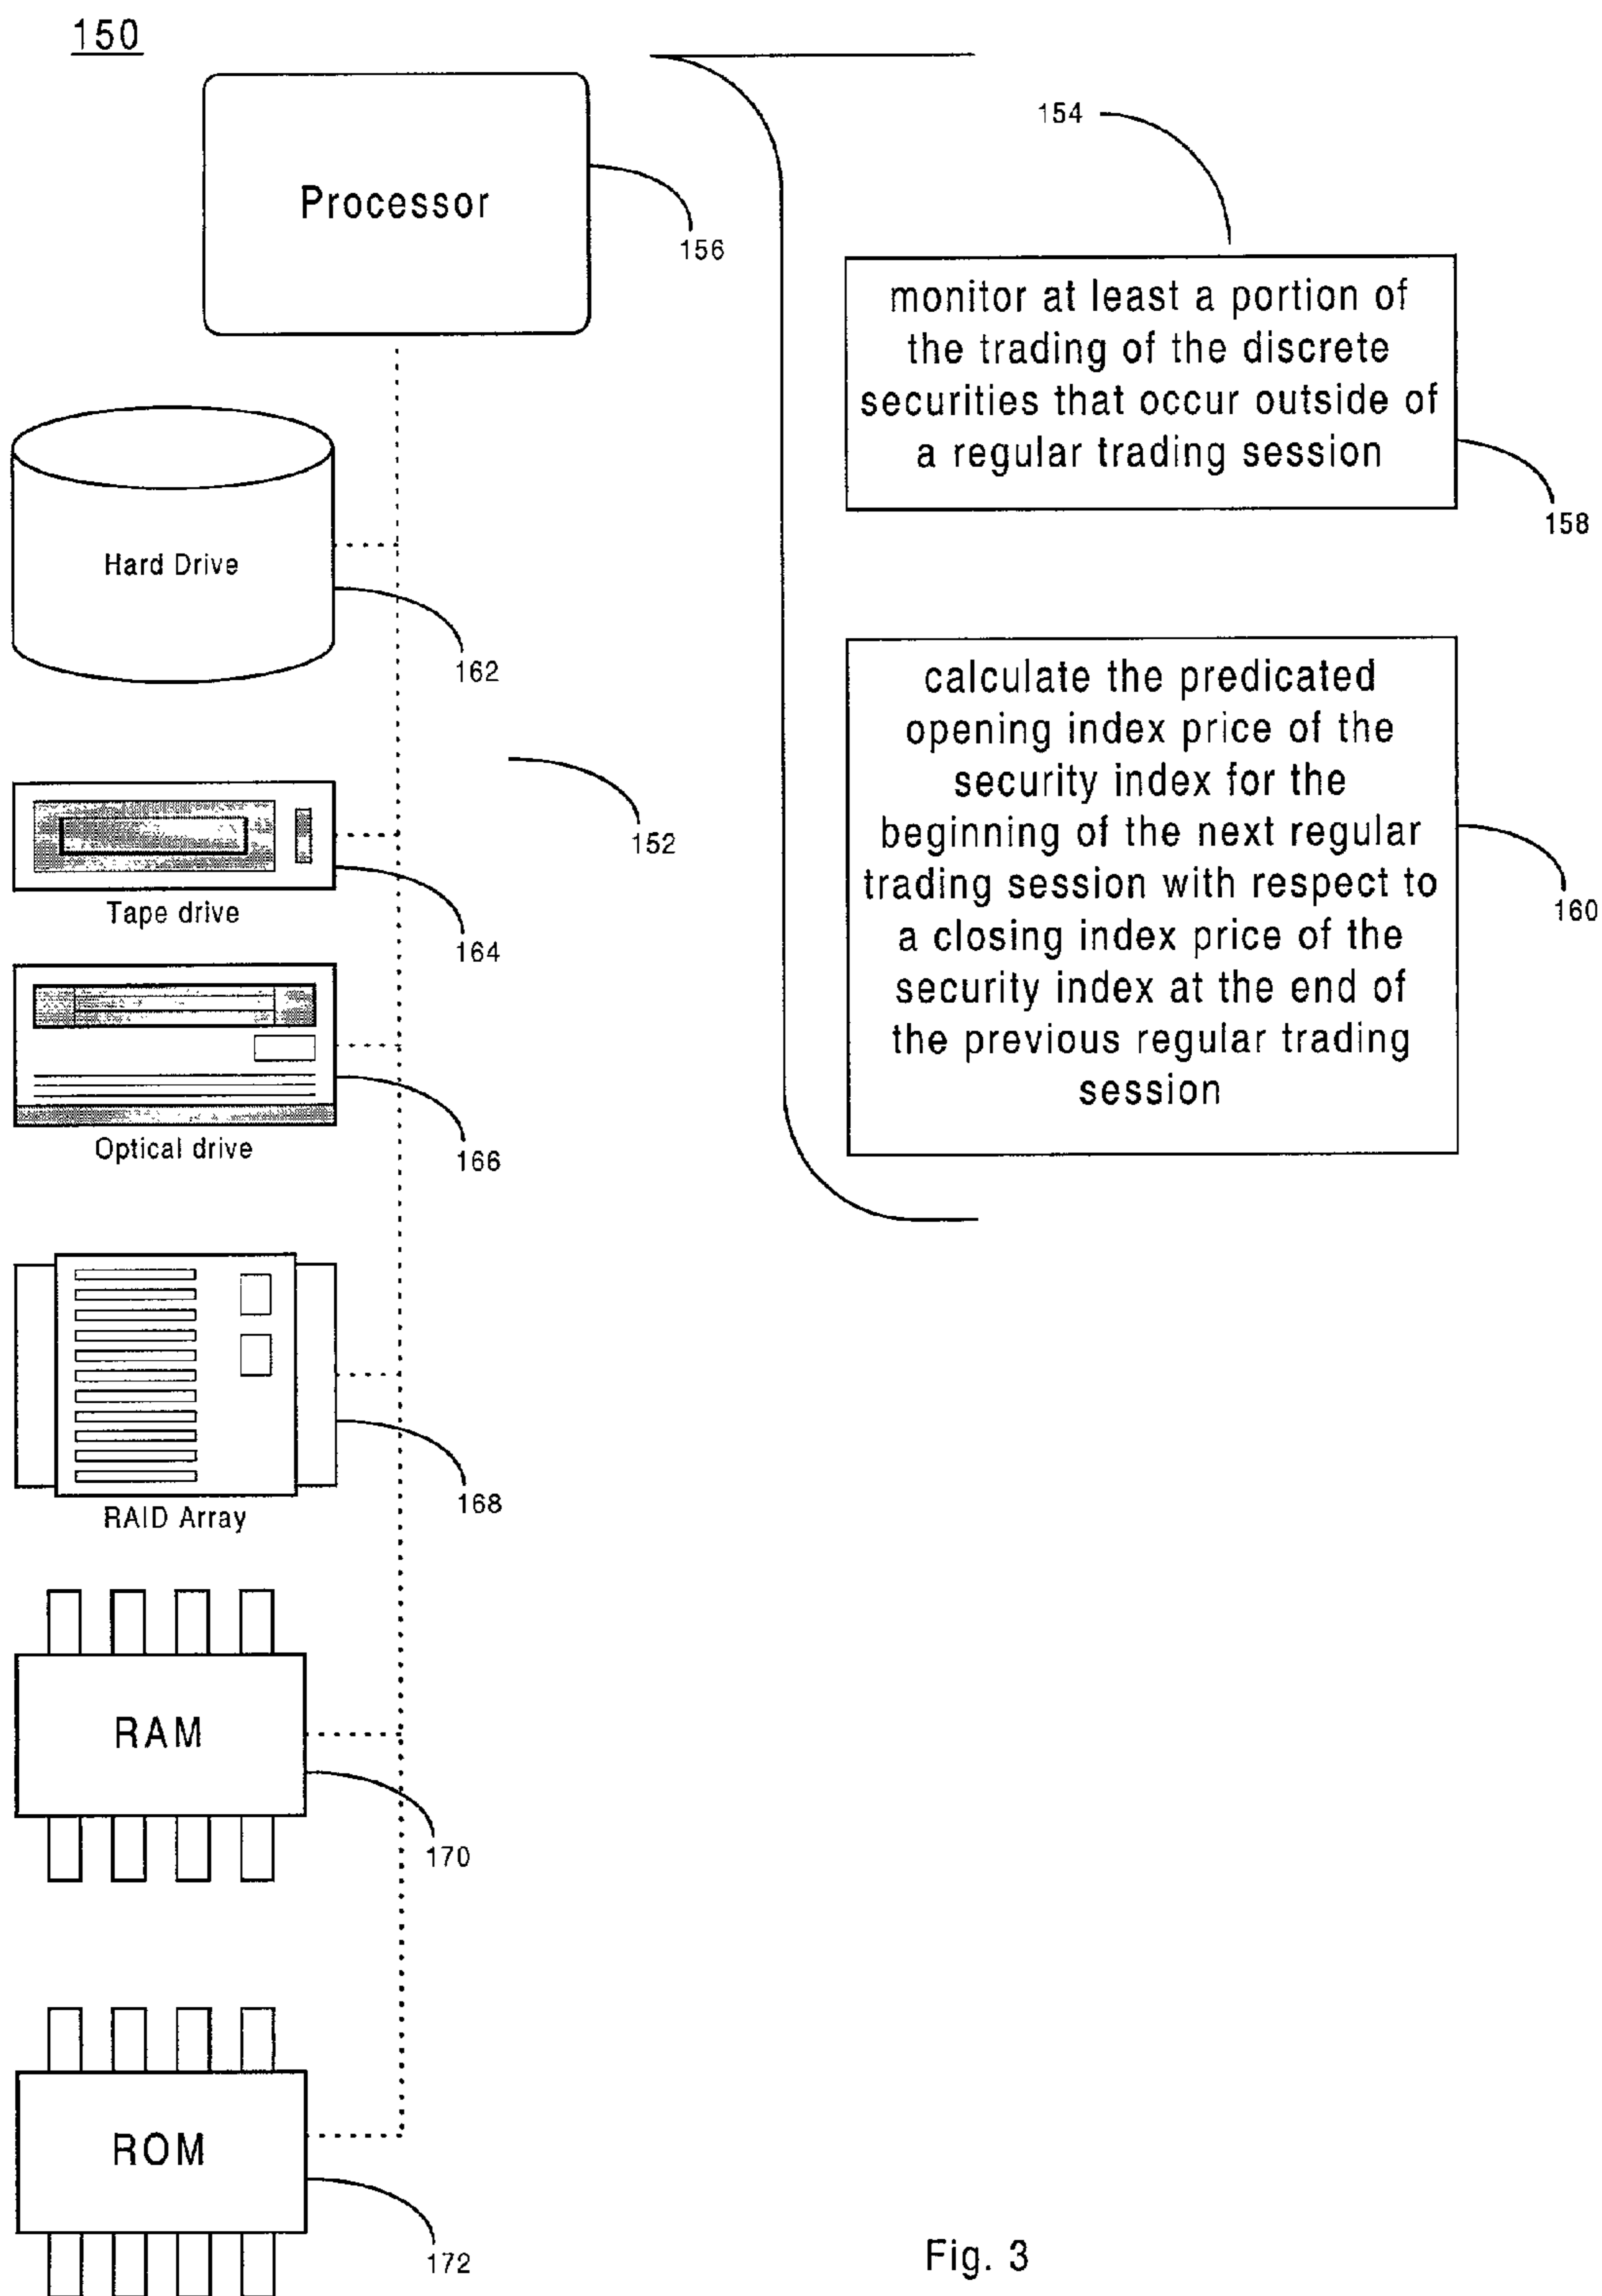 150
Processor
156
154
monitor at least a portion of
the trading of the discrete
securities that occur outside of
a regular trading session
158
Hard Drive
162
calculate the predicated
opening index price of the
security index for the
beginning of the next regular
trading session with respect to
a closing index price of the
security index at the end of
the previous regular trading
session
160
152
Tape drive
164
Optical drive
166
RAID Array
168
RAM
170
ROM
172
Fig. 3